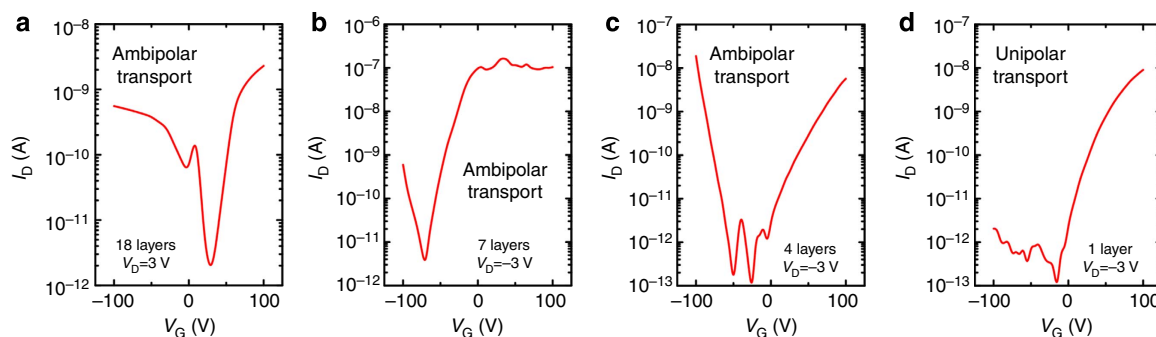 a
10⁻⁸
10⁻⁹
10⁻¹⁰
10⁻¹¹
10⁻¹²
I_D (A)
Ambipolar
transport
18 layers
V_D=3 V
−100 0 100
V_G (V)
b
10⁻⁶
10⁻⁷
10⁻⁸
10⁻⁹
10⁻¹⁰
10⁻¹¹
10⁻¹²
I_D (A)
Ambipolar
transport
7 layers
V_D=−3 V
−100 0 100
V_G (V)
c
10⁻⁷
10⁻⁸
10⁻⁹
10⁻¹⁰
10⁻¹¹
10⁻¹²
10⁻¹³
I_D (A)
Ambipolar
transport
4 layers
V_D=−3 V
−100 0 100
V_G (V)
d
10⁻⁷
10⁻⁸
10⁻⁹
10⁻¹⁰
10⁻¹¹
10⁻¹²
10⁻¹³
I_D (A)
Unipolar
transport
1 layer
V_D=−3 V
−100 0 100
V_G (V)